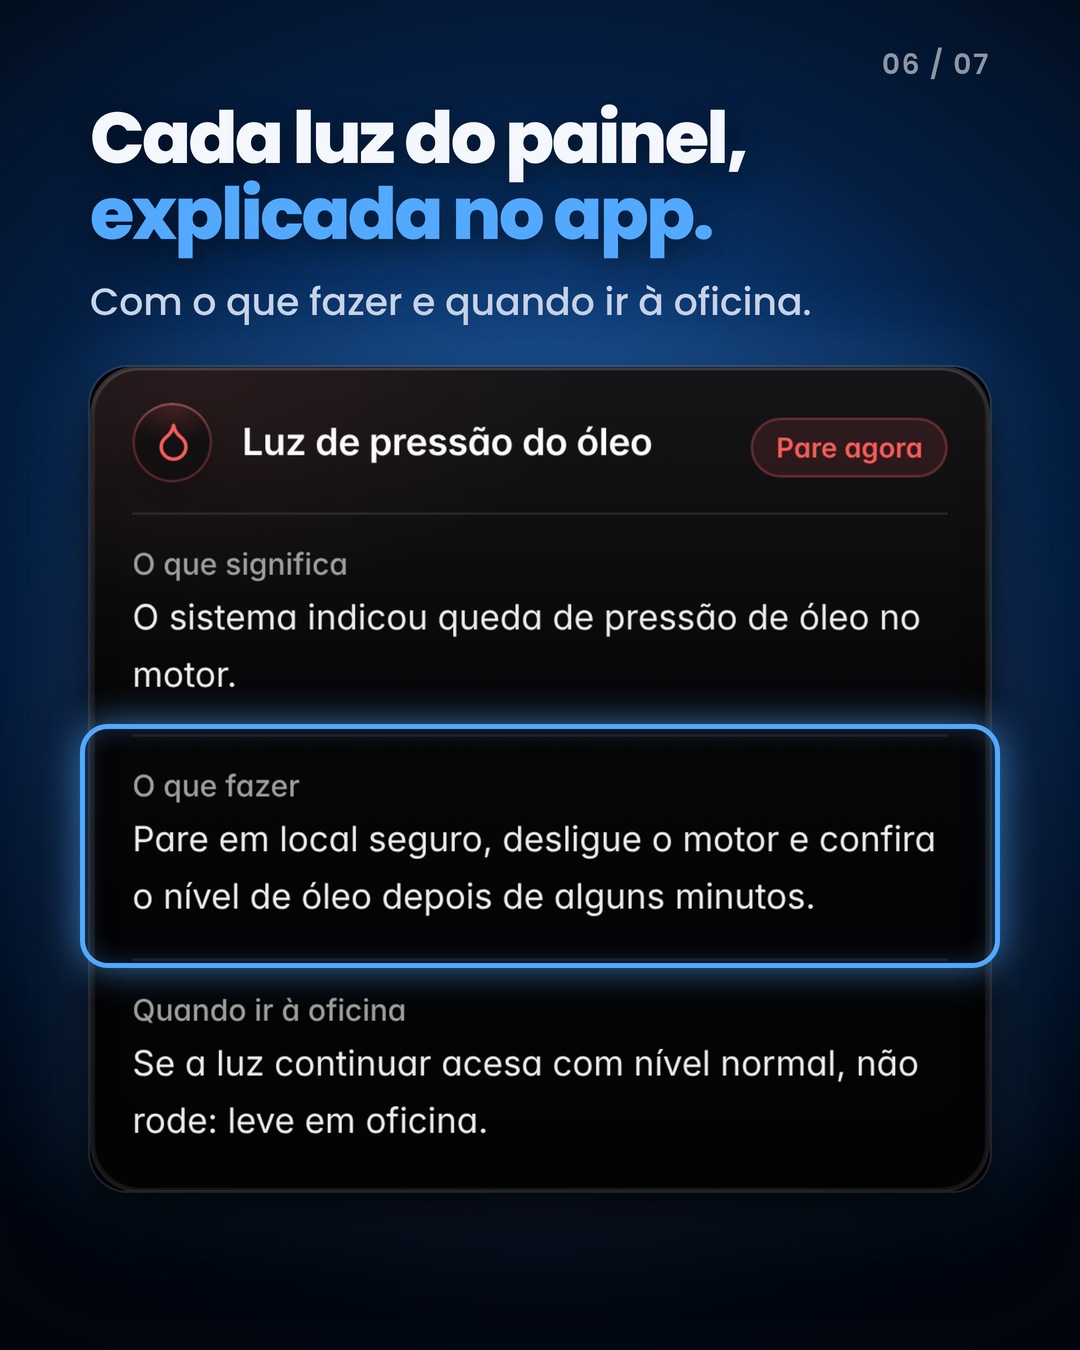 06 / 07
Cada luz do painel,
explicada no app.
Com o que fazer e quando ir à oficina.
Luz de pressão do óleo
Pare agora
O que significa
O sistema indicou queda de pressão de óleo no
motor.
O que fazer
Pare em local seguro, desligue o motor e confira
o nível de óleo depois de alguns minutos.
Quando ir à oficina
Se a luz continuar acesa com nível normal, não
rode: leve em oficina.